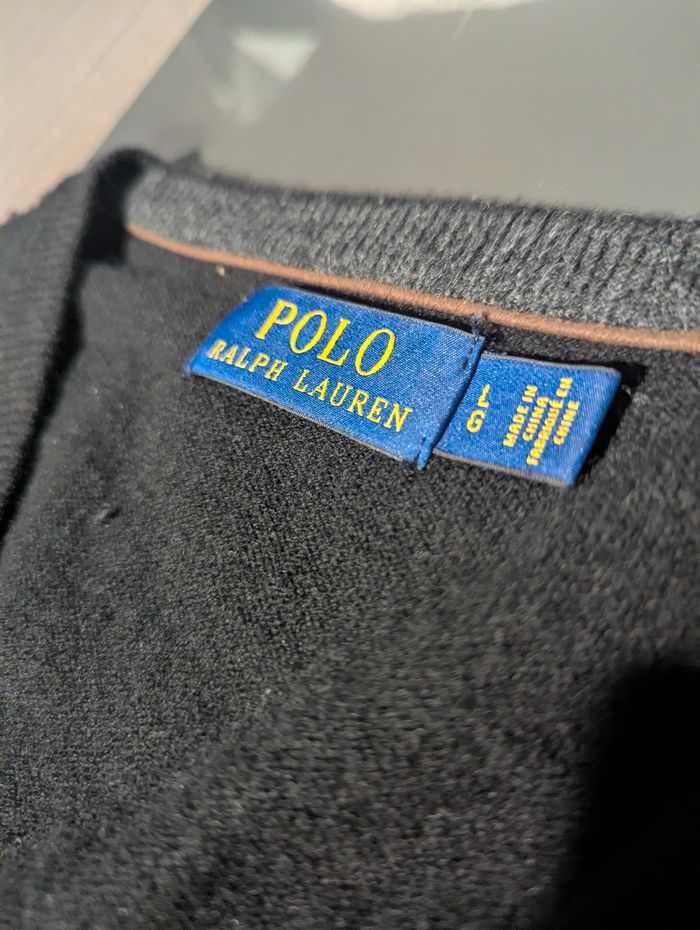 POLO
RALPH LAUREN
L
G
MADE IN
CHINA
FABRIQUÉ EN
CHINE